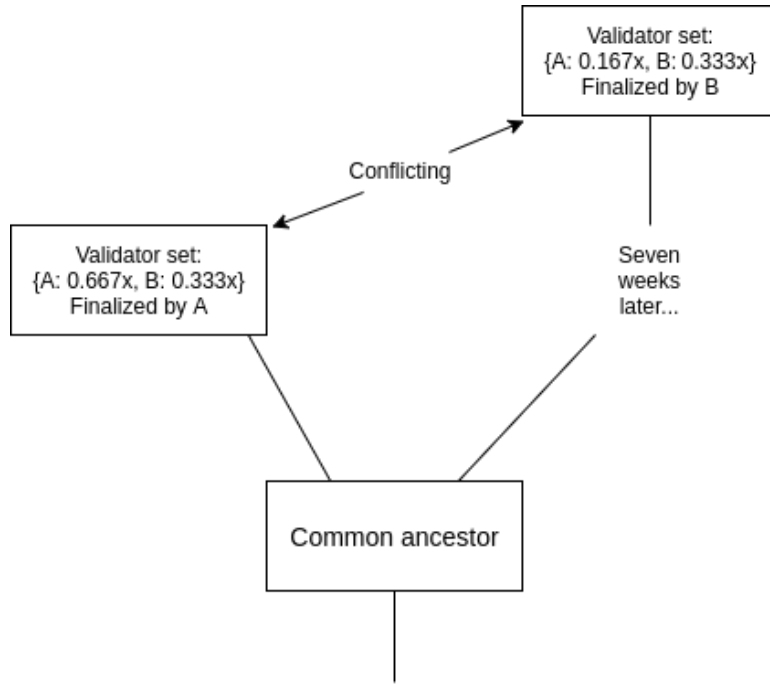 Validator set:
{A: 0.167x, B: 0.333x}
Finalized by B
Conflicting
Validator set:
{A: 0.667x, B: 0.333x}
Finalized by A
Seven
weeks
later...
Common ancestor